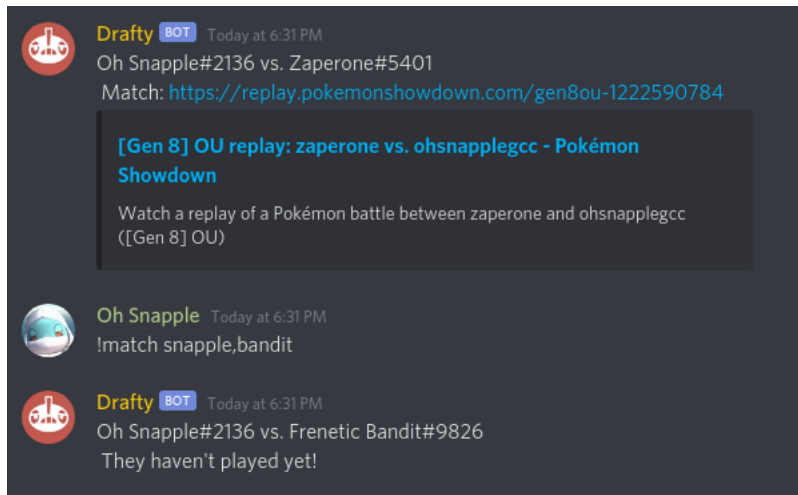 Drafty BOT Today at 6:31 PM
Oh Snapple#2136 vs. Zaperone#5401
Match: https://replay.pokemonshowdown.com/gen8ou-1222590784
[Gen 8] OU replay: zaperone vs. ohsnapplegcc - Pokémon
Showdown
Watch a replay of a Pokémon battle between zaperone and ohsnapplegcc
([Gen 8] OU)
Oh Snapple Today at 6:31 PM
!match snapple,bandit
Drafty BOT Today at 6:31 PM
Oh Snapple#2136 vs. Frenetic Bandit#9826
They haven't played yet!